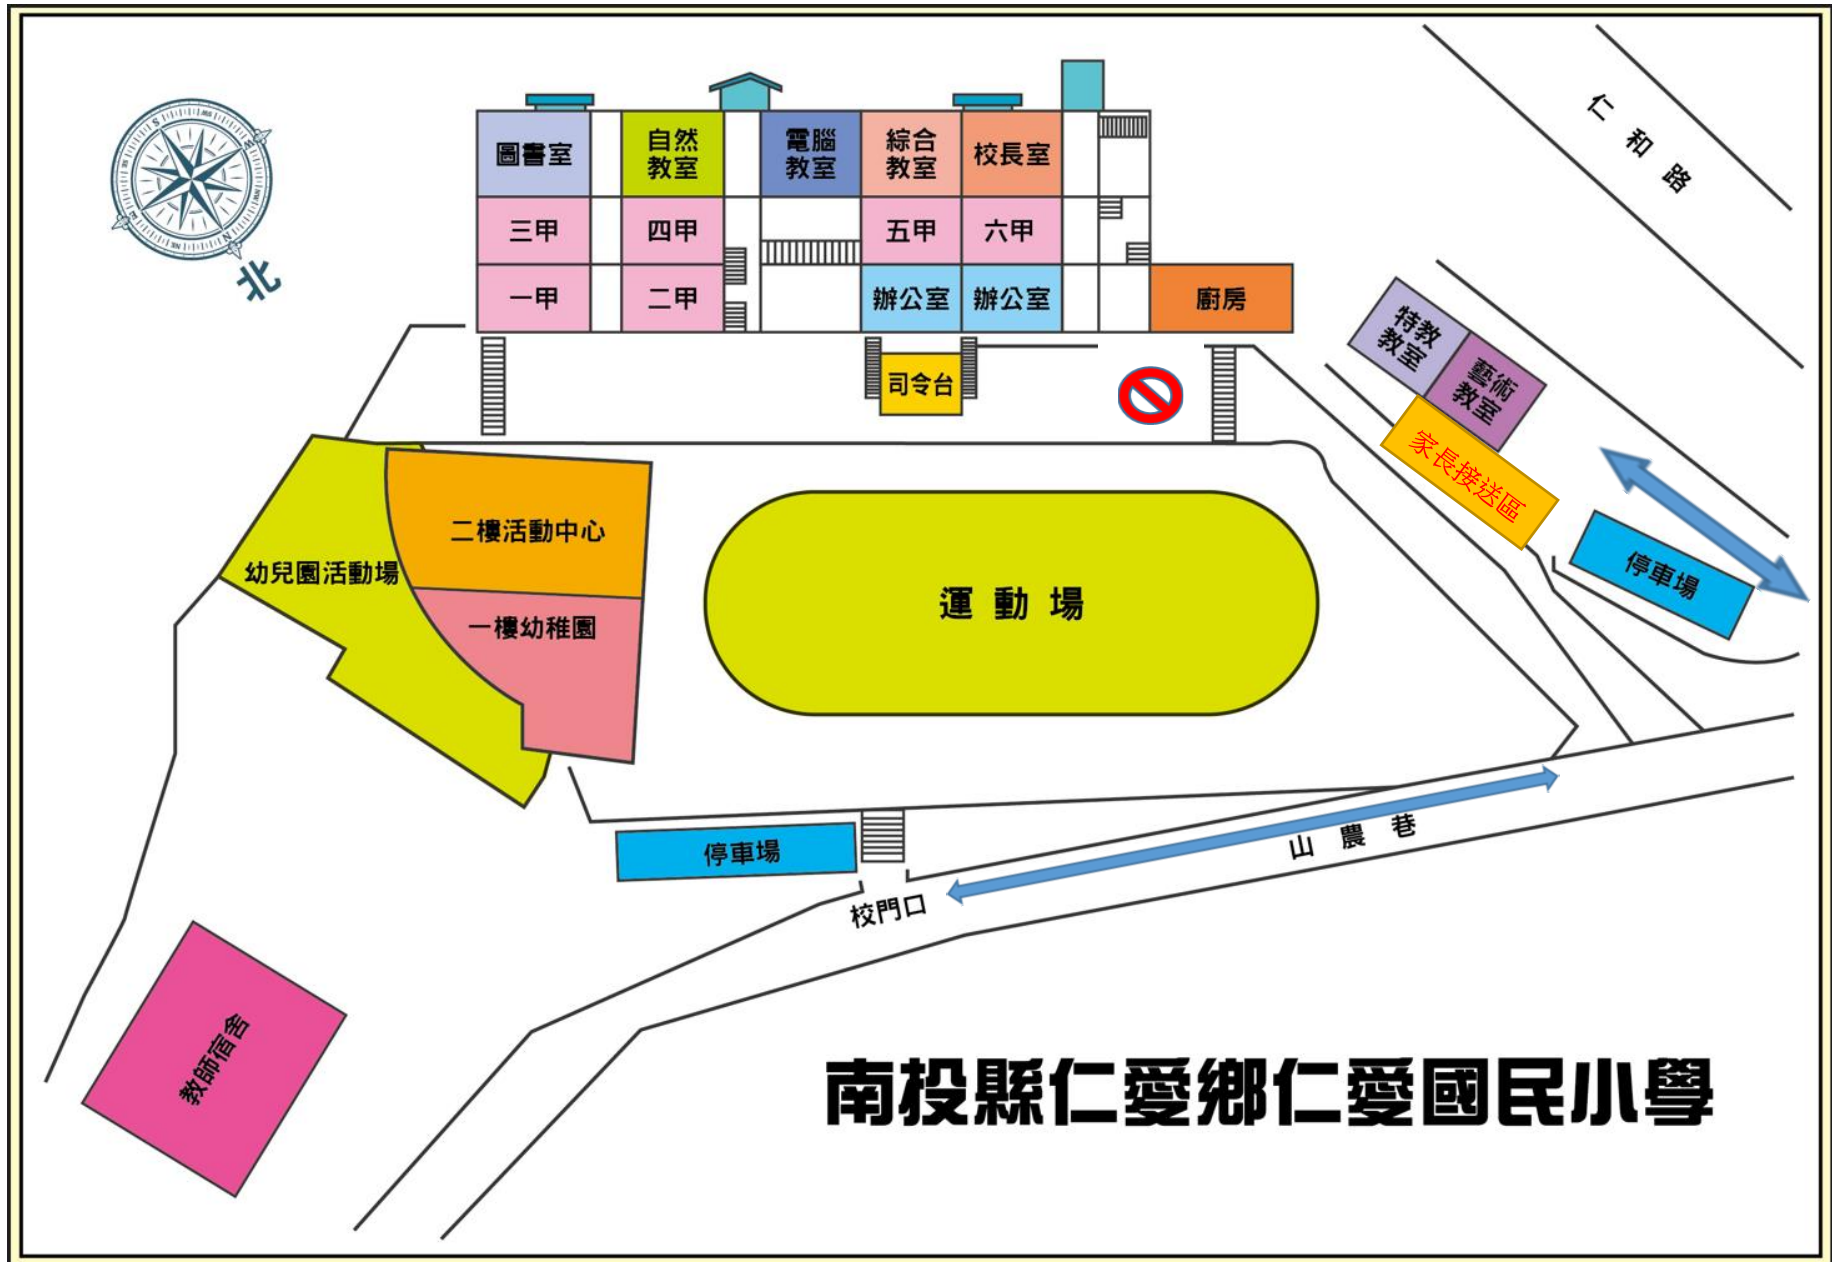 仁和路
北
圖書室
自然
教室
電腦
教室
綜合
教室
校長室
三甲
四甲
五甲
六甲
一甲
二甲
辦公室
辦公室
廚房
司令台
特教
教室
藝術
教室
家長接送區
停車場
二樓活動中心
幼兒園活動場
一樓幼稚園
運動場
停車場
校門口
山農巷
教師宿舍
南投縣仁愛鄉仁愛國民小學